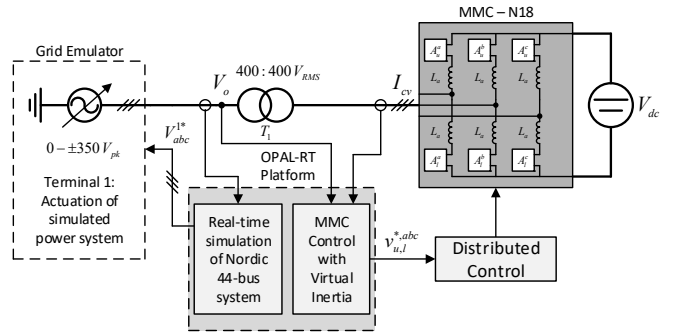 MMC – N18
Grid Emulator
400 : 400 V_RMS
V_o
I_cv
T_1
A_u^a A_u^b A_u^c
L_a L_a L_a
L_a L_a L_a
A_l^a A_l^b A_l^c
V_dc
0 – ±350 V_pk
V_abc^1*
Terminal 1:
Actuation of
simulated
power system
OPAL-RT
Platform
Real-time
simulation
of Nordic
44-bus
system
MMC
Control
with
Virtual
Inertia
v_u,l^*,abc
Distributed
Control